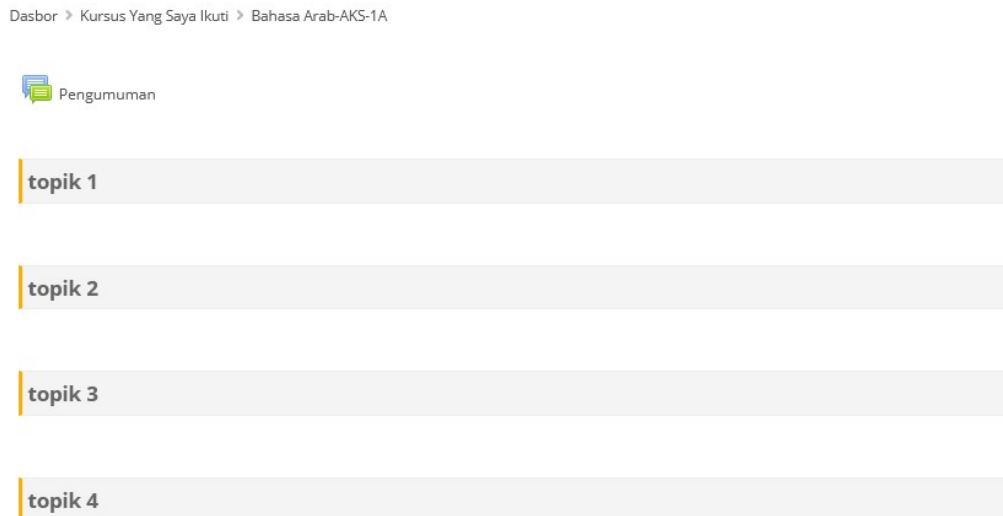 Dasbor > Kursus Yang Saya Ikuti > Bahasa Arab-AKS-1A
Pengumuman
topik 1
topik 2
topik 3
topik 4